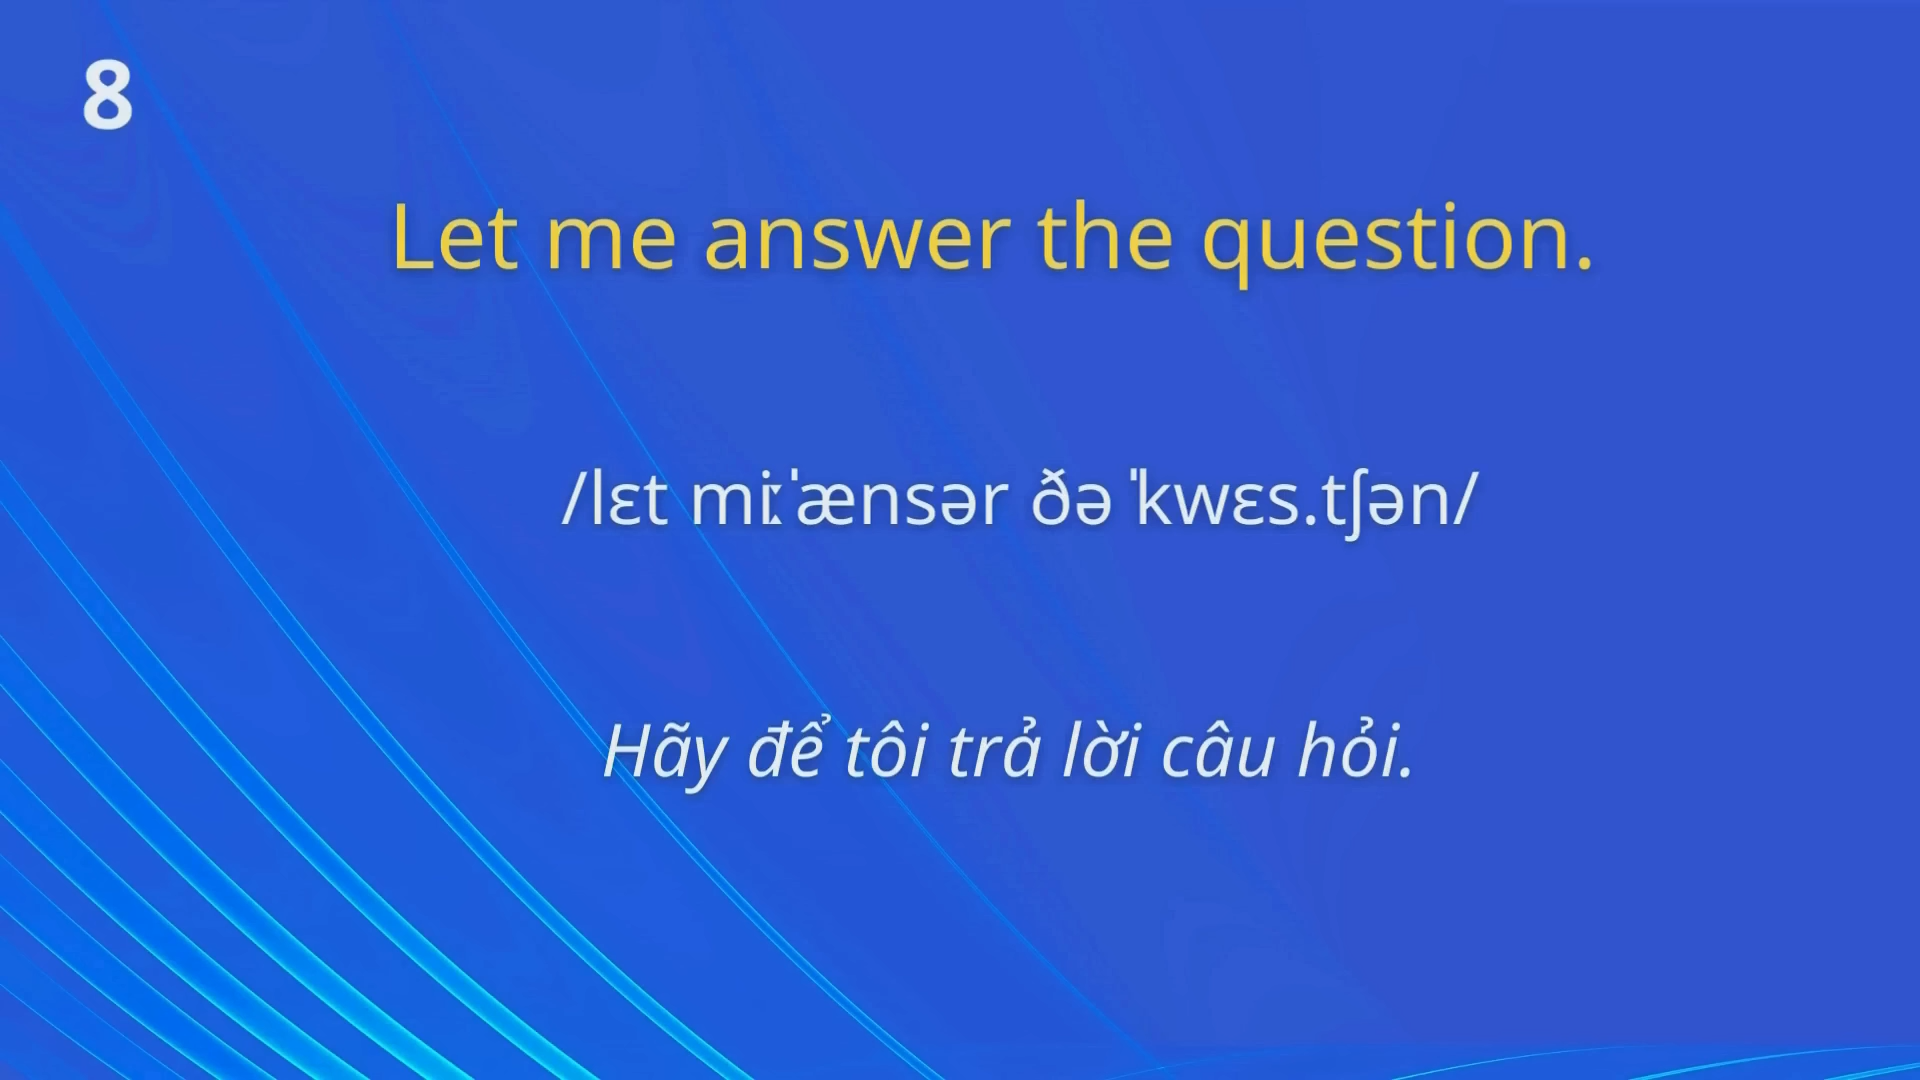 8
Let me answer the question.
/lɛt miːˈænsər ðə ˈkwɛs.tʃən/
Hãy để tôi trả lời câu hỏi.